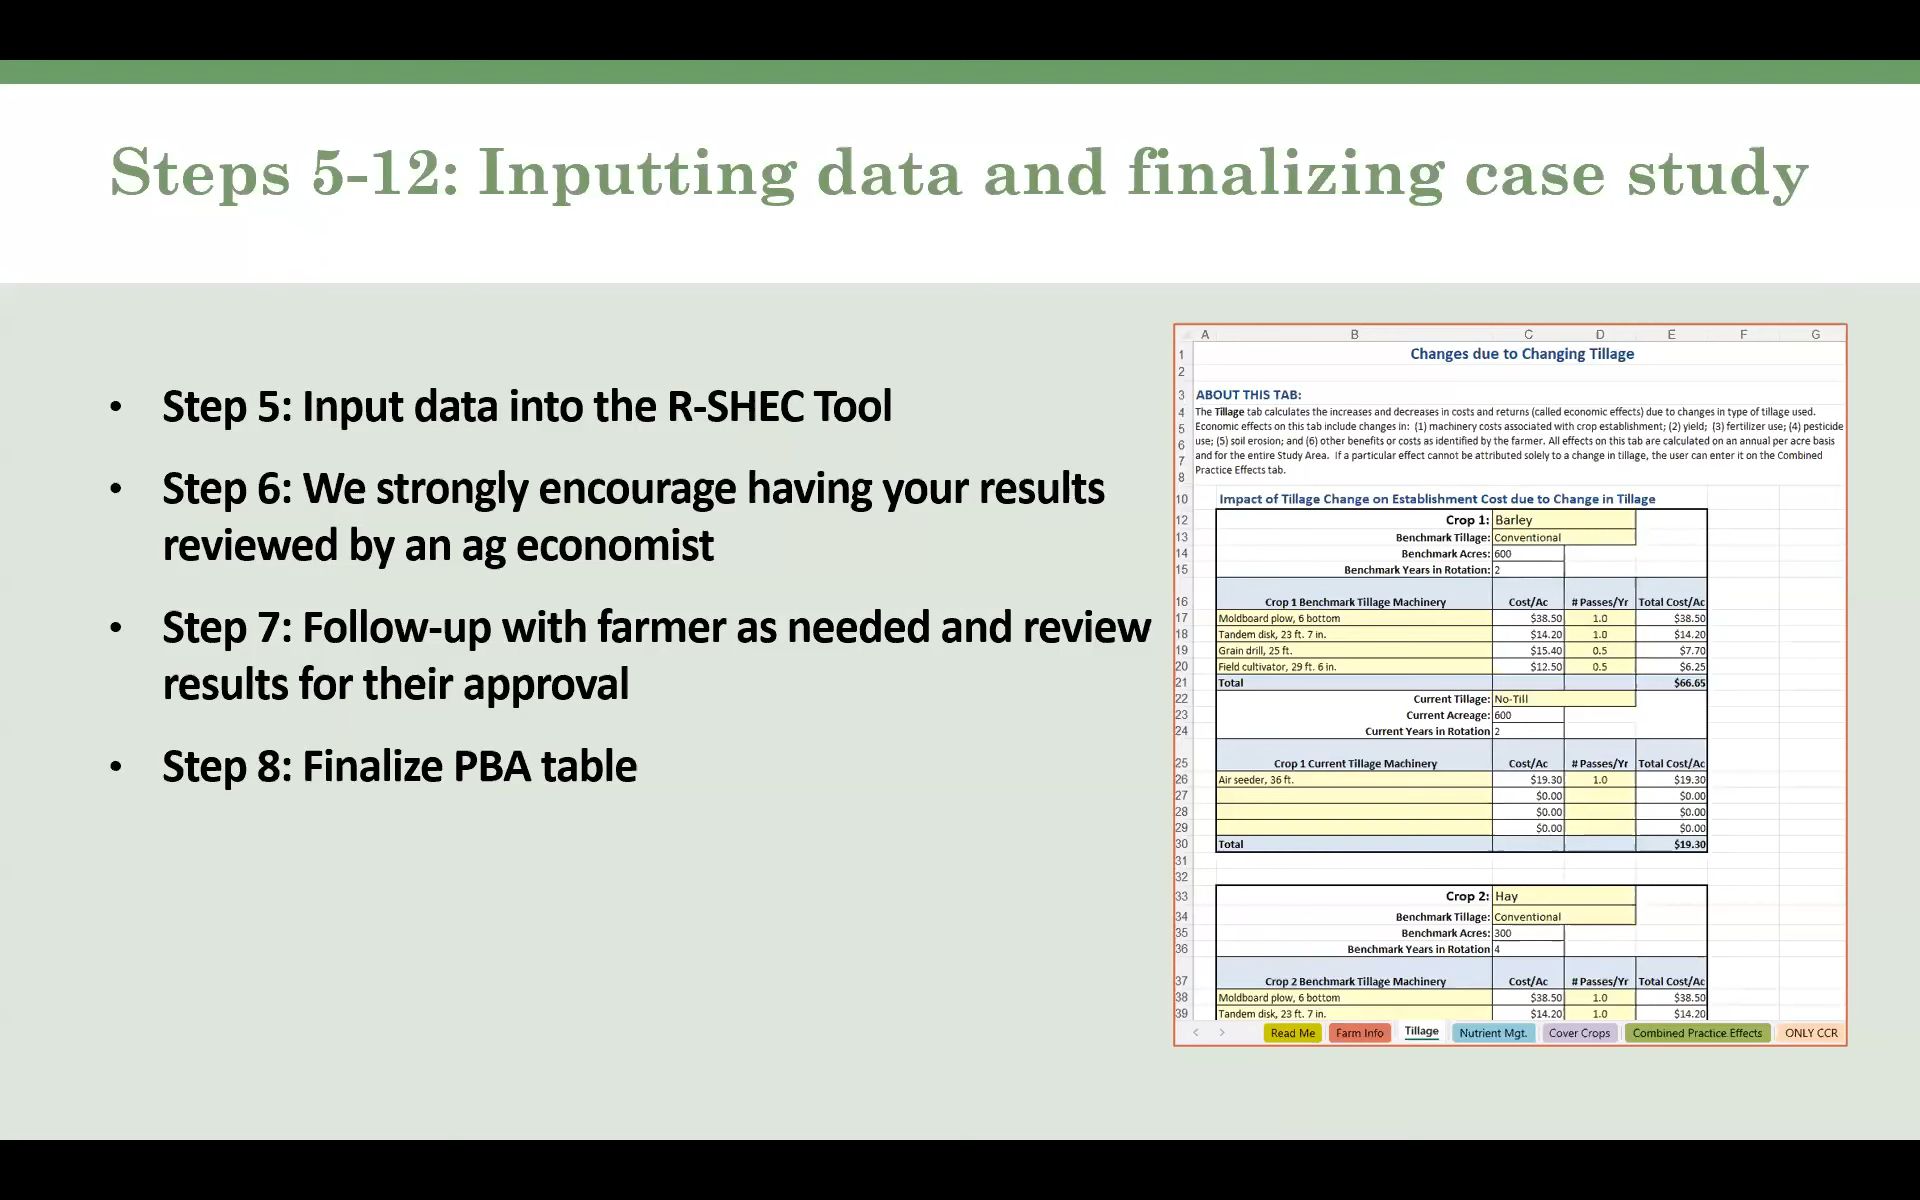 Steps 5-12: Inputting data and finalizing case study
• Step 5: Input data into the R-SHEC Tool
• Step 6: We strongly encourage having your results
reviewed by an ag economist
• Step 7: Follow-up with farmer as needed and review
results for their approval
• Step 8: Finalize PBA table
A B C D E F G
1 Changes due to Changing Tillage
2
3 ABOUT THIS TAB:
4 The Tillage tab calculates the increases and decreases in costs and returns (called economic effects) due to changes in type of tillage used.
5 Economic effects on this tab include changes in: (1) machinery costs associated with crop establishment; (2) yield; (3) fertilizer use; (4) pesticide
6 use; (5) soil erosion; and (6) other benefits or costs as identified by the farmer. All effects on this tab are calculated on an annual per acre basis
7 and for the entire Study Area. If a particular effect cannot be attributed solely to a change in tillage, the user can enter it on the Combined
8 Practice Effects tab.
10 Impact of Tillage Change on Establishment Cost due to Change in Tillage
12 Crop 1: Barley
13 Benchmark Tillage: Conventional
14 Benchmark Acres: 600
15 Benchmark Years in Rotation: 2
16 Crop 1 Benchmark Tillage Machinery Cost/Ac # Passes/Yr Total Cost/Ac
17 Moldboard plow, 6 bottom $38.50 1.0 $38.50
18 Tandem disk, 23 ft. 7 in. $14.20 1.0 $14.20
19 Grain drill, 25 ft. $15.40 0.5 $7.70
20 Field cultivator, 29 ft. 6 in. $12.50 0.5 $6.25
21 Total $66.65
22 Current Tillage: No-Till
23 Current Acreage: 600
24 Current Years in Rotation 2
25 Crop 1 Current Tillage Machinery Cost/Ac # Passes/Yr Total Cost/Ac
26 Air seeder, 36 ft. $19.30 1.0 $19.30
27 $0.00 $0.00
28 $0.00 $0.00
29 $0.00 $0.00
30 Total $19.30
31
32
33 Crop 2: Hay
34 Benchmark Tillage: Conventional
35 Benchmark Acres: 300
36 Benchmark Years in Rotation 4
37 Crop 2 Benchmark Tillage Machinery Cost/Ac # Passes/Yr Total Cost/Ac
38 Moldboard plow, 6 bottom $38.50 1.0 $38.50
39 Tandem disk, 23 ft. 7 in. $14.20 1.0 $14.20
Read Me Farm Info Tillage Nutrient Mgt. Cover Crops Combined Practice Effects ONLY CCR